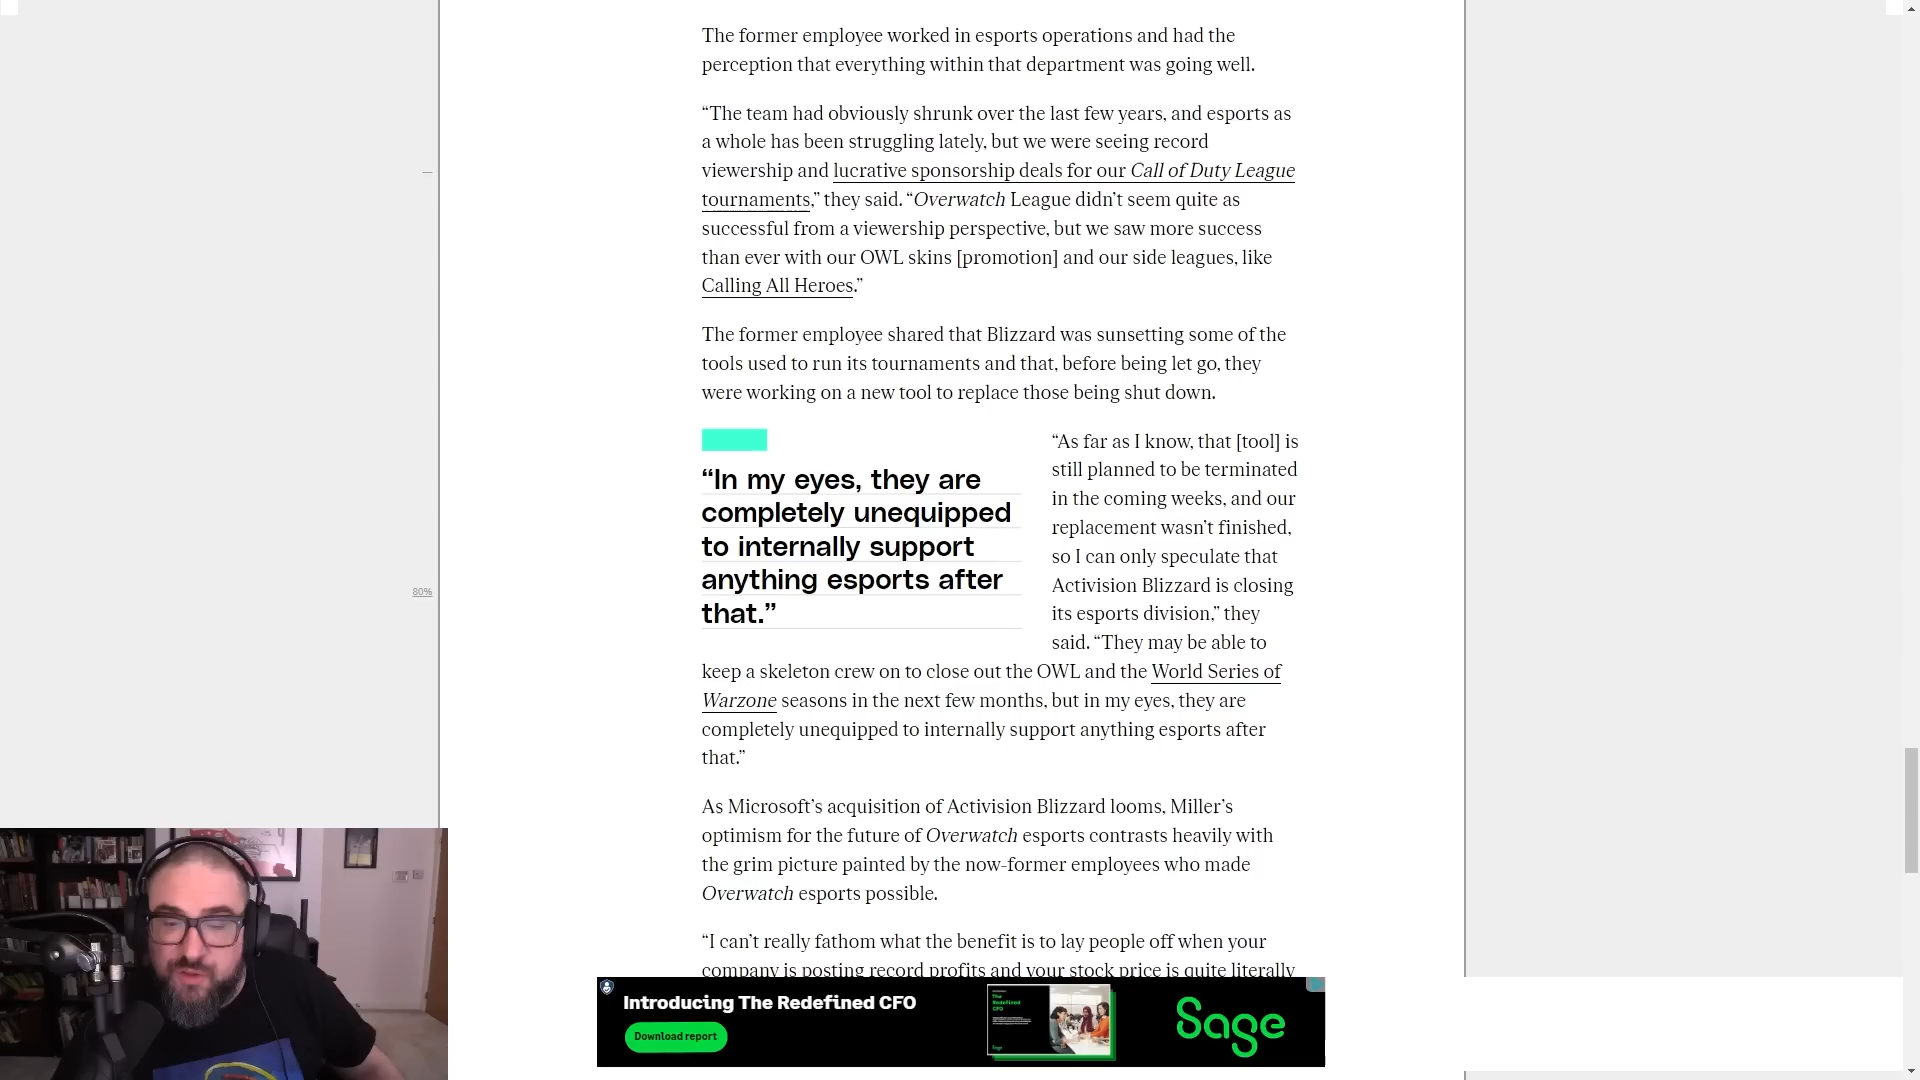 The former employee worked in esports operations and had the
perception that everything within that department was going well.
“The team had obviously shrunk over the last few years, and esports as
a whole has been struggling lately, but we were seeing record
viewership and lucrative sponsorship deals for our Call of Duty League
tournaments,” they said. “Overwatch League didn’t seem quite as
successful from a viewership perspective, but we saw more success
than ever with our OWL skins [promotion] and our side leagues, like
Calling All Heroes.”
The former employee shared that Blizzard was sunsetting some of the
tools used to run its tournaments and that, before being let go, they
were working on a new tool to replace those being shut down.
“In my eyes, they are
completely unequipped
to internally support
anything esports after
that.”
“As far as I know, that [tool] is
still planned to be terminated
in the coming weeks, and our
replacement wasn’t finished,
so I can only speculate that
Activision Blizzard is closing
its esports division,” they
said. “They may be able to
keep a skeleton crew on to close out the OWL and the World Series of
Warzone seasons in the next few months, but in my eyes, they are
completely unequipped to internally support anything esports after
that.”
As Microsoft’s acquisition of Activision Blizzard looms, Miller’s
optimism for the future of Overwatch esports contrasts heavily with
the grim picture painted by the now-former employees who made
Overwatch esports possible.
“I can’t really fathom what the benefit is to lay people off when your
company is posting record profits and your stock price is quite literally
80%
Introducing The Redefined CFO
Download report
The
Redefined
CFO
Sage